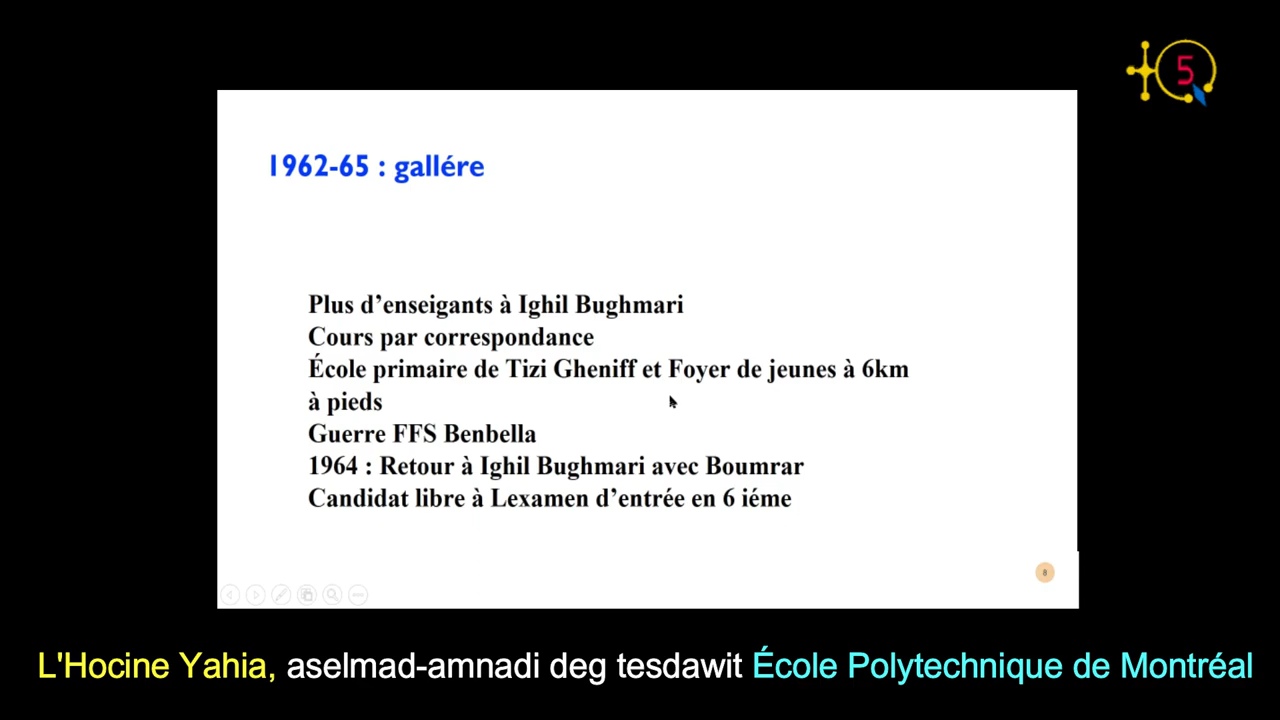 5
1962-65 : gallére
Plus d’enseigants à Ighil Bughmari
Cours par correspondance
École primaire de Tizi Gheniff et Foyer de jeunes à 6km
à pieds
Guerre FFS Benbella
1964 : Retour à Ighil Bughmari avec Boumrar
Candidat libre à Lexamen d’entrée en 6 iéme
8
L'Hocine Yahia, aselmad-amnadi deg tesdawit École Polytechnique de Montréal